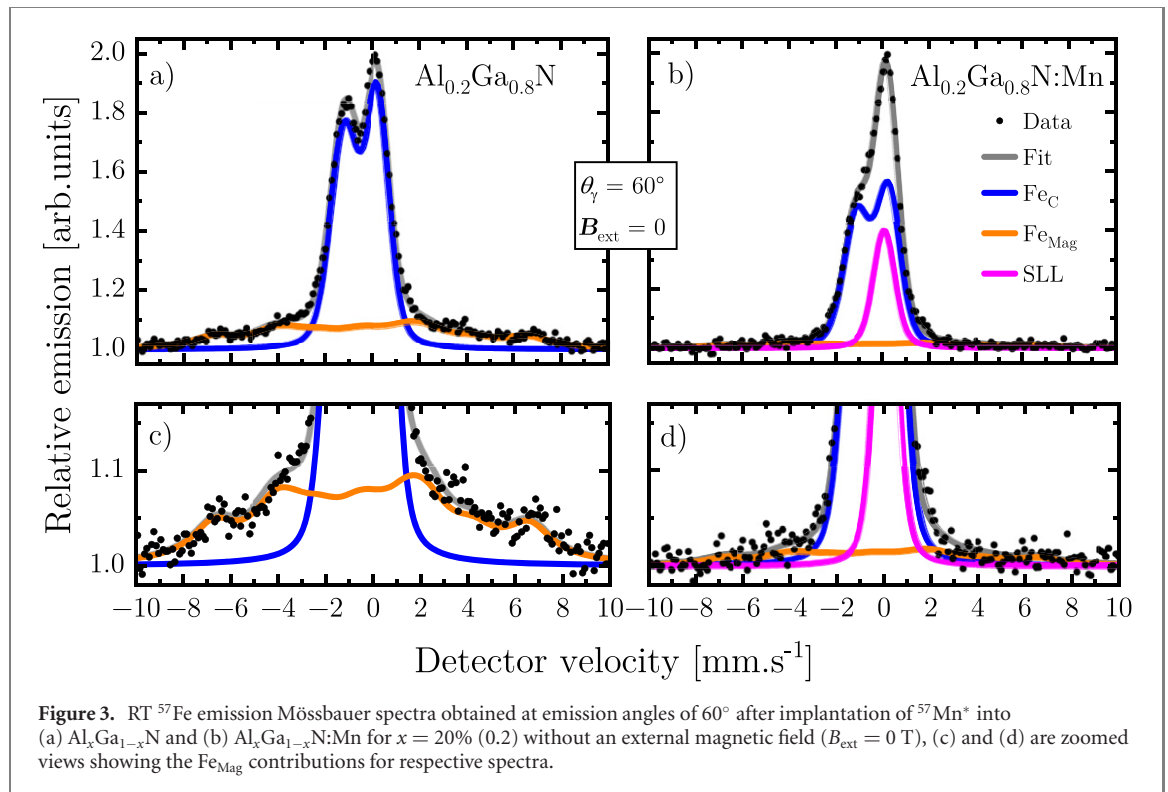 Relative emission [arb.units]
2.0
1.8
1.6
1.4
1.2
1.0
a)
Al0.2Ga0.8N
θγ = 60°
Bext = 0
b)
Al0.2Ga0.8N:Mn
Data
Fit
FeC
FeMag
SLL
c)
1.1
1.0
d)
−10 −8 −6 −4 −2 0 2 4 6 8 10
−10 −8 −6 −4 −2 0 2 4 6 8 10
Detector velocity [mm.s-1]
Figure 3. RT 57Fe emission Mössbauer spectra obtained at emission angles of 60° after implantation of 57Mn* into
(a) AlxGa1−xN and (b) AlxGa1−xN:Mn for x = 20% (0.2) without an external magnetic field (Bext = 0 T), (c) and (d) are zoomed
views showing the FeMag contributions for respective spectra.